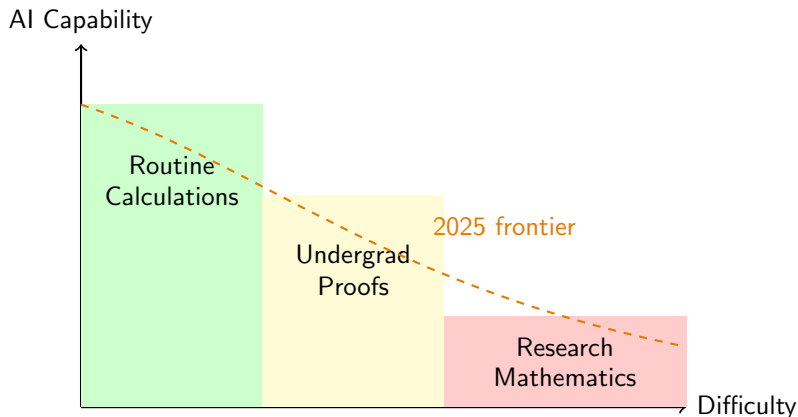 AI Capability
Routine
Calculations
2025 frontier
Undergrad
Proofs
Research
Mathematics
Difficulty